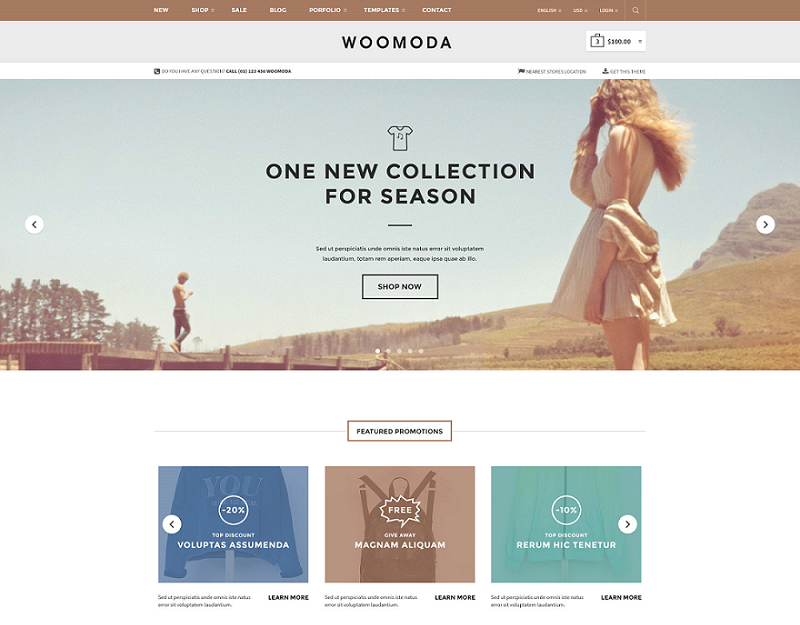 NEW SHOP SALE BLOG PORFOLIO TEMPLATES CONTACT ENGLISH USD LOGIN
WOOMODA
3 $100.00
DO YOU HAVE ANY QUESTION? CALL (01) 123 456 WOOMODA NEAREST STORES LOCATION GET THIS THEME
ONE NEW COLLECTION
FOR SEASON
Sed ut perspiciatis unde omnis iste natus error sit voluptatem
laudantium, totam rem aperiam, eaque ipsa quae ab illo.
SHOP NOW
FEATURED PROMOTIONS
YOU
-20%
TOP DISCOUNT
VOLUPTAS ASSUMENDA
FREE
GIVE AWAY
MAGNAM ALIQUAM
-10%
TOP DISCOUNT
RERUM HIC TENETUR
Sed ut perspiciatis unde omnis iste natus
error sit voluptatem laudantium.
LEARN MORE
Sed ut perspiciatis unde omnis iste natus
error sit voluptatem laudantium.
LEARN MORE
Sed ut perspiciatis unde omnis iste natus
error sit voluptatem laudantium.
LEARN MORE